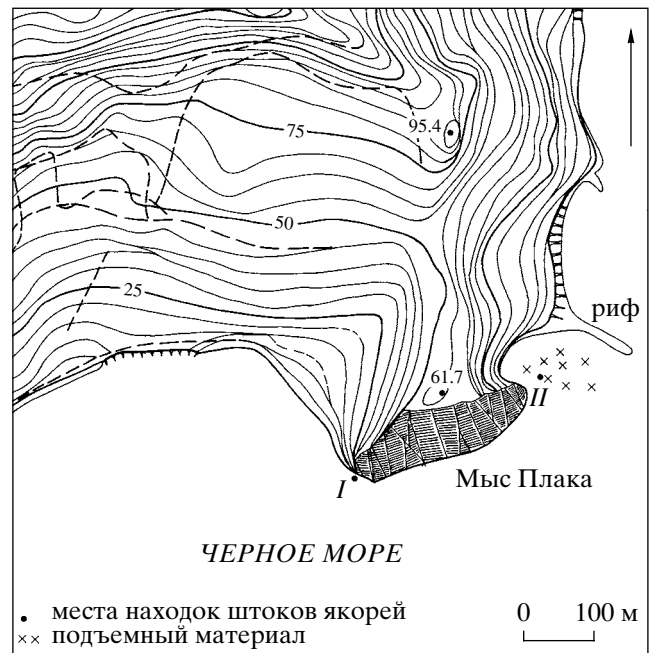 95.4
75
50
25
риф
61.7
II
I
Мыс Плака
ЧЕРНОЕ МОРЕ
места находок штоков якорей
0 100 м
подъемный материал